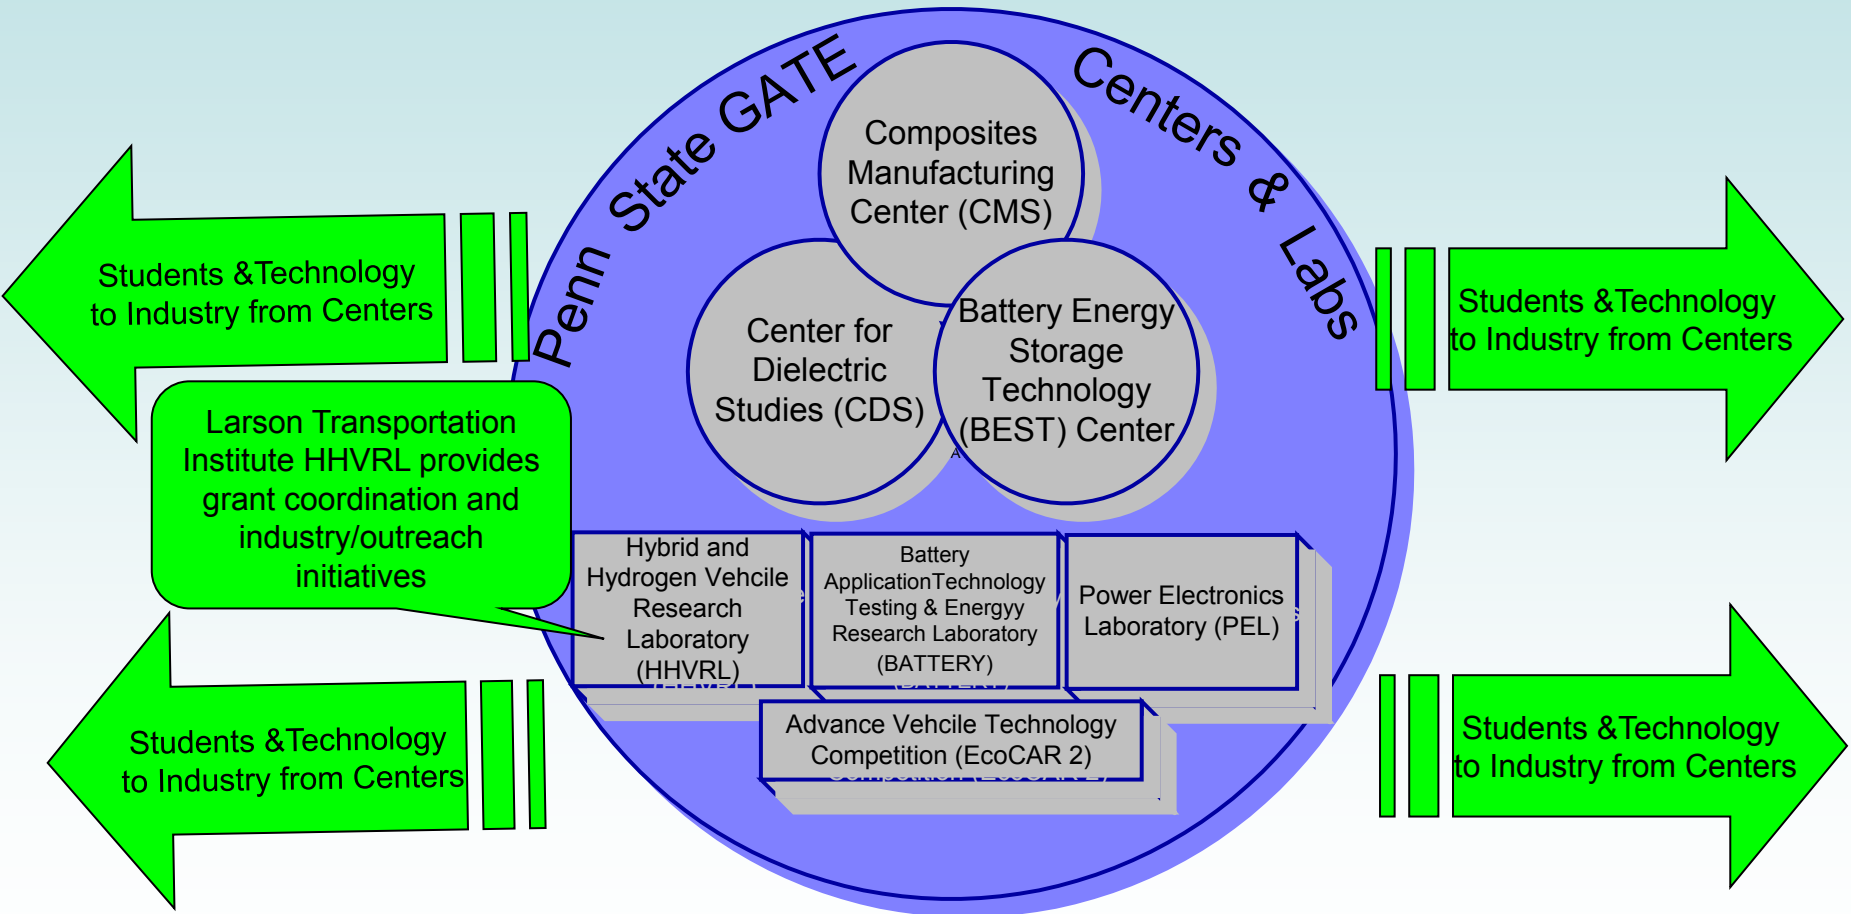 Penn State GATE Centers & Labs
Composites
Manufacturing
Center (CMS)
Center for
Dielectric
Studies (CDS)
Battery Energy
Storage
Technology
(BEST) Center
A
Students &Technology
to Industry from Centers
Students &Technology
to Industry from Centers
Larson Transportation
Institute HHVRL provides
grant coordination and
industry/outreach
initiatives
Hybrid and
Hydrogen Vehcile
Research
Laboratory
(HHVRL)
Battery
ApplicationTechnology
Testing & Energyy
Research Laboratory
(BATTERY)
Power Electronics
Laboratory (PEL)
Advance Vehcile Technology
Competition (EcoCAR 2)
Students &Technology
to Industry from Centers
Students &Technology
to Industry from Centers